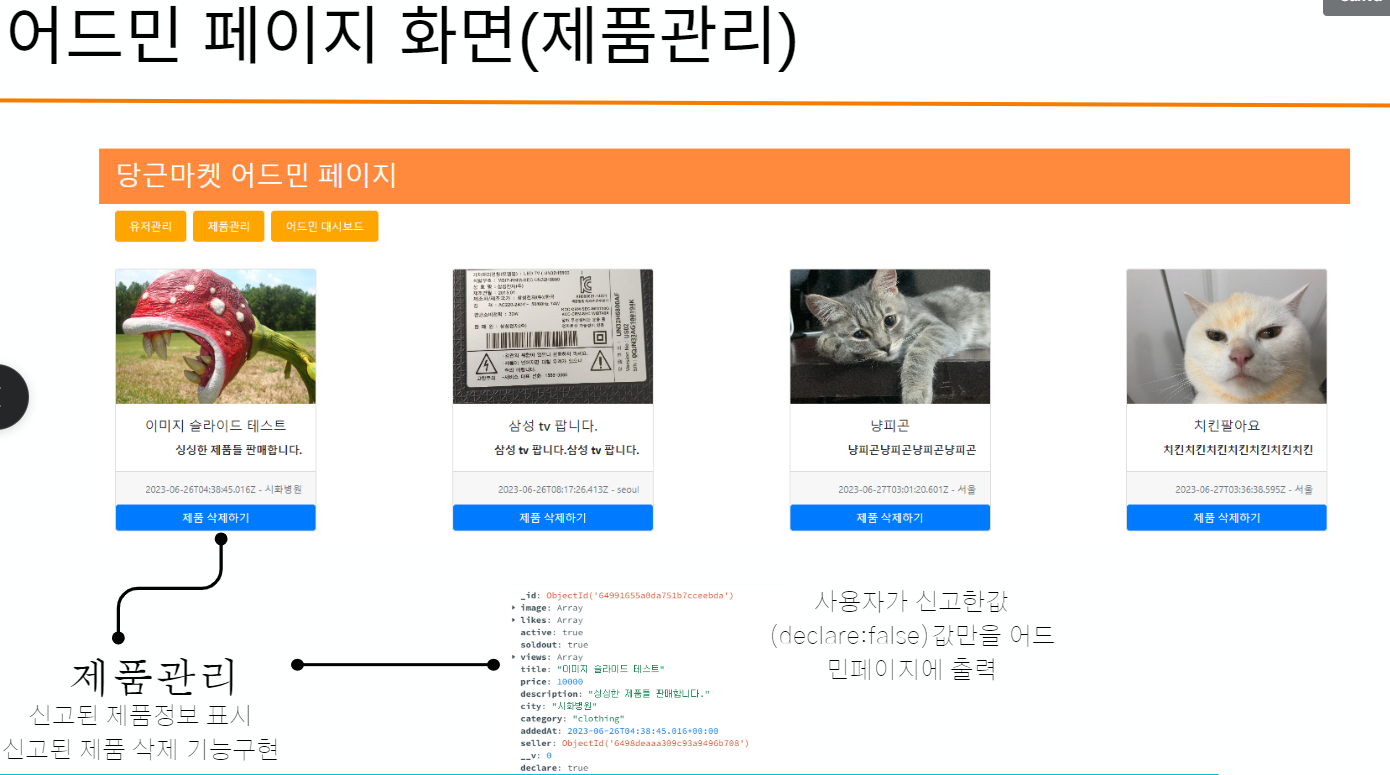 어드민 페이지 화면(제품관리)
당근마켓 어드민 페이지
유저관리
제품관리
어드민 대시보드
이미지 슬라이드 테스트
싱싱한 제품들 판매합니다.
2023-06-26T04:38:45.016Z - 시화병원
제품 삭제하기
삼성 tv 팝니다.
삼성 tv 팝니다.삼성 tv 팝니다.
2023-06-26T08:17:26.413Z - seoul
제품 삭제하기
냥피곤
냥피곤냥피곤냥피곤냥피곤
2023-06-27T03:01:20.601Z - 서울
제품 삭제하기
치킨팔아요
치킨치킨치킨치킨치킨치킨치킨
2023-06-27T03:36:38.595Z - 서울
제품 삭제하기
제품관리
신고된 제품정보 표시
신고된 제품 삭제 기능구현
_id: ObjectId('64991655a0da751b7cceebda')
image: Array
likes: Array
active: true
soldout: true
views: Array
title: "이미지 슬라이드 테스트"
price: 10000
description: "싱싱한 제품들 판매합니다."
city: "시화병원"
category: "clothing"
addedAt: 2023-06-26T04:38:45.016+00:00
seller: ObjectId('6498deaaa309c93a9496b708')
__v: 0
declare: true
사용자가 신고한값
(declare:false)값만을 어드
민페이지에 출력